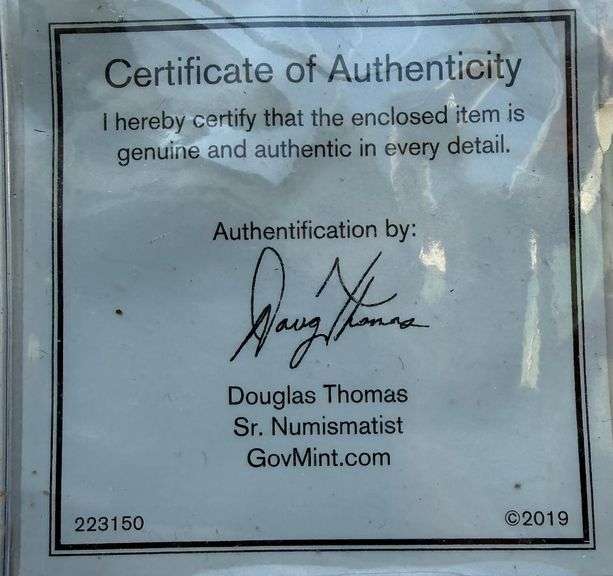 Certificate of Authenticity
I hereby certify that the enclosed item is
genuine and authentic in every detail.
Authentification by:
Doug Thomas
Douglas Thomas
Sr. Numismatist
GovMint.com
223150 ©2019